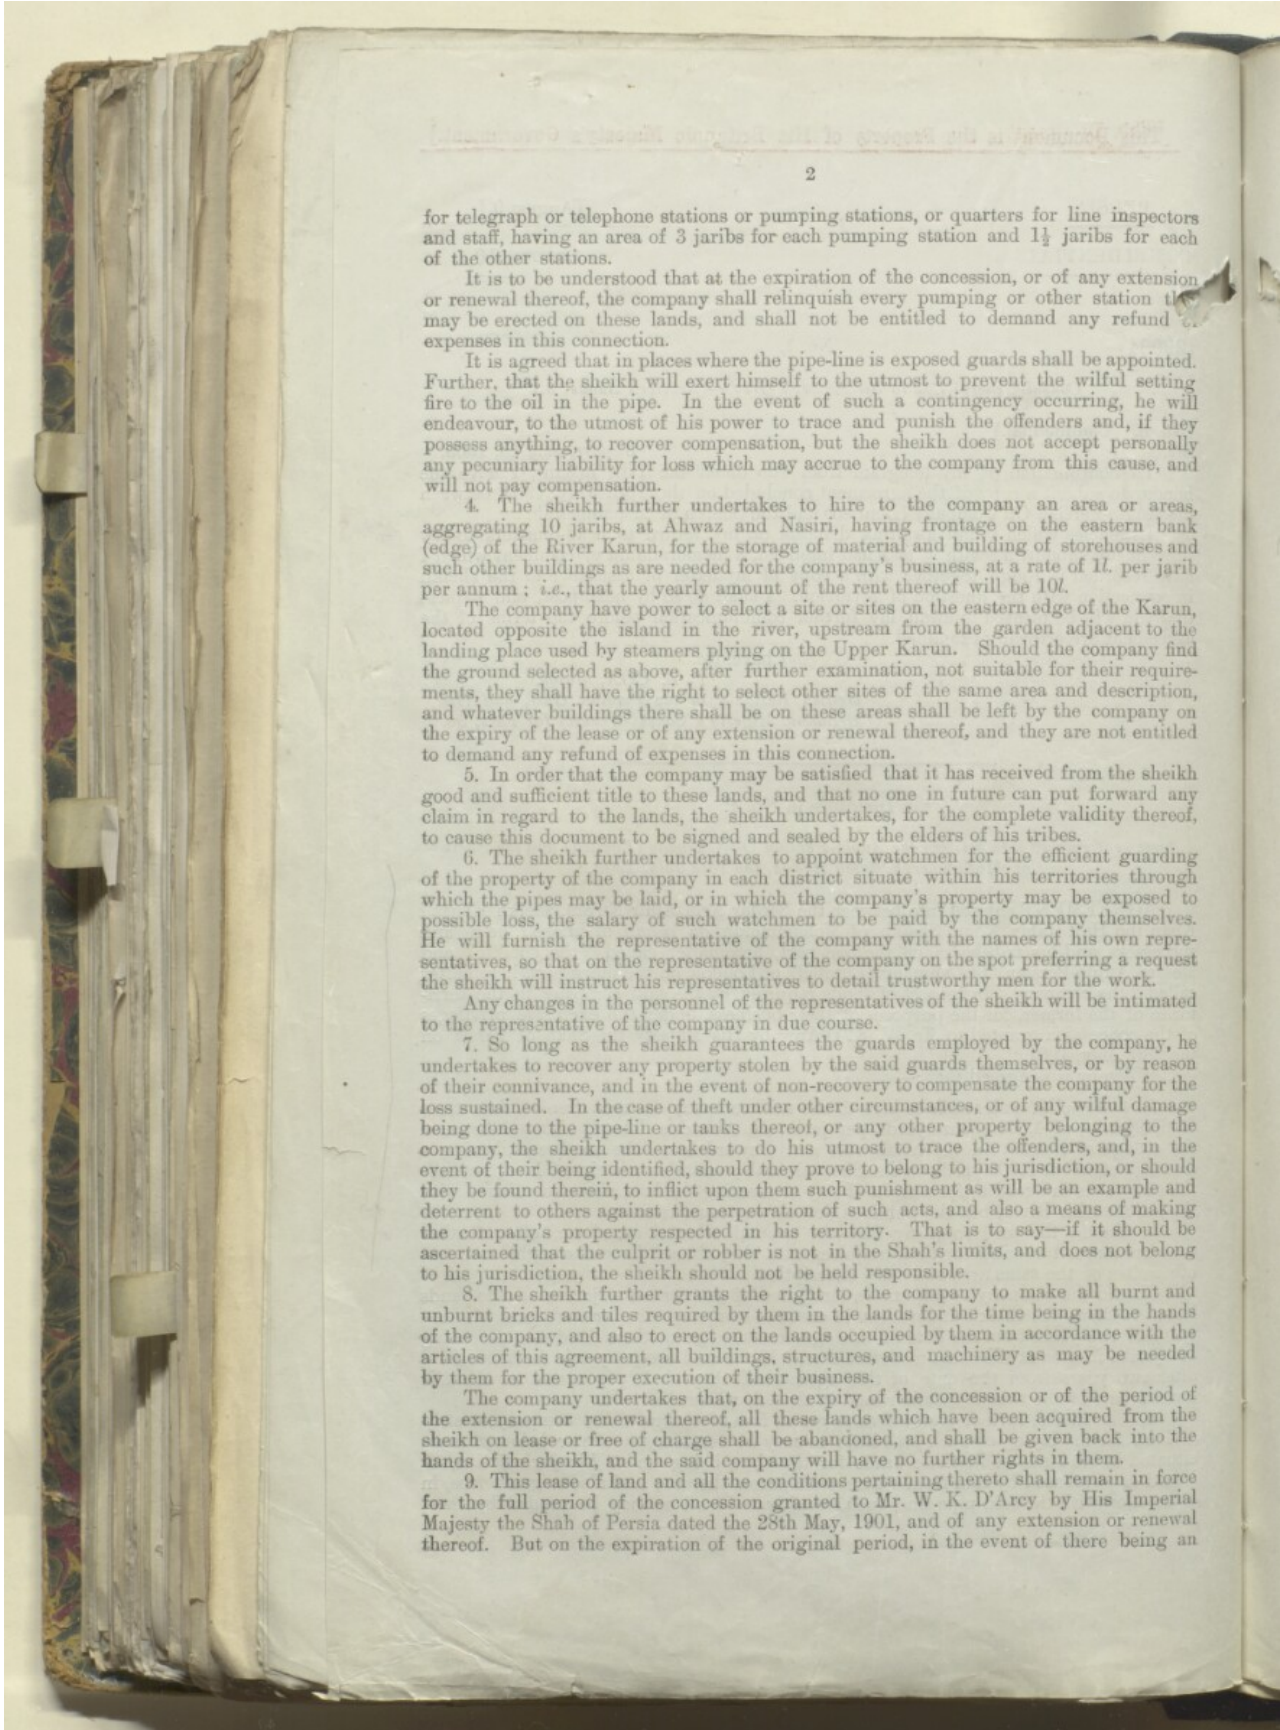 2
for telegraph or telephone stations or pumping stations, or quarters for line inspectors
and staff, having an area of 3 jaribs for each pumping station and 1½ jaribs for each
of the other stations.
It is to be understood that at the expiration of the concession, or of any extension
or renewal thereof, the company shall relinquish every pumping or other station
may be erected on these lands, and shall not be entitled to demand any refund
expenses in this connection.
It is agreed that in places where the pipe-line is exposed guards shall be appointed.
Further, that the sheikh will exert himself to the utmost to prevent the wilful setting
fire to the oil in the pipe. In the event of such a contingency occurring, he will
endeavour, to the utmost of his power to trace and punish the offenders and, if they
possess anything, to recover compensation, but the sheikh does not accept personally
any pecuniary liability for loss which may accrue to the company from this cause, and
will not pay compensation.
4. The sheikh further undertakes to hire to the company an area or areas,
aggregating 10 jaribs, at Ahwaz and Nasiri, having frontage on the eastern bank
(edge) of the River Karun, for the storage of material and building of storehouses and
such other buildings as are needed for the company's business, at a rate of 1l. per jarib
per annum; i.e., that the yearly amount of the rent thereof will be 10l.
The company have power to select a site or sites on the eastern edge of the Karun,
located opposite the island in the river, upstream from the garden adjacent to the
landing place used by steamers plying on the Upper Karun. Should the company find
the ground selected as above, after further examination, not suitable for their require-
ments, they shall have the right to select other sites of the same area and description,
and whatever buildings there shall be on these areas shall be left by the company on
the expiry of the lease or of any extension or renewal thereof, and they are not entitled
to demand any refund of expenses in this connection.
5. In order that the company may be satisfied that it has received from the sheikh
good and sufficient title to these lands, and that no one in future can put forward any
claim in regard to the lands, the sheikh undertakes, for the complete validity thereof,
to cause this document to be signed and sealed by the elders of his tribes.
6. The sheikh further undertakes to appoint watchmen for the efficient guarding
of the property of the company in each district situate within his territories through
which the pipes may be laid, or in which the company's property may be exposed to
possible loss, the salary of such watchmen to be paid by the company themselves.
He will furnish the representative of the company with the names of his own repre-
sentatives, so that on the representative of the company on the spot preferring a request
the sheikh will instruct his representatives to detail trustworthy men for the work.
Any changes in the personnel of the representatives of the sheikh will be intimated
to the representative of the company in due course.
7. So long as the sheikh guarantees the guards employed by the company, he
undertakes to recover any property stolen by the said guards themselves, or by reason
of their connivance, and in the event of non-recovery to compensate the company for the
loss sustained. In the case of theft under other circumstances, or of any wilful damage
being done to the pipe-line or tanks thereof, or any other property belonging to the
company, the sheikh undertakes to do his utmost to trace the offenders, and, in the
event of their being identified, should they prove to belong to his jurisdiction, or should
they be found therein, to inflict upon them such punishment as will be an example and
deterrent to others against the perpetration of such acts, and also a means of making
the company's property respected in his territory. That is to say—if it should be
ascertained that the culprit or robber is not in the Shah's limits, and does not belong
to his jurisdiction, the sheikh should not be held responsible.
8. The sheikh further grants the right to the company to make all burnt and
unburnt bricks and tiles required by them in the lands for the time being in the hands
of the company, and also to erect on the lands occupied by them in accordance with the
articles of this agreement, all buildings, structures, and machinery as may be needed
by them for the proper execution of their business.
The company undertakes that, on the expiry of the concession or of the period of
the extension or renewal thereof, all these lands which have been acquired from the
sheikh on lease or free of charge shall be abandoned, and shall be given back into the
hands of the sheikh, and the said company will have no further rights in them.
9. This lease of land and all the conditions pertaining thereto shall remain in force
for the full period of the concession granted to Mr. W. K. D'Arcy by His Imperial
Majesty the Shah of Persia dated the 28th May, 1901, and of any extension or renewal
thereof. But on the expiration of the original period, in the event of there being an